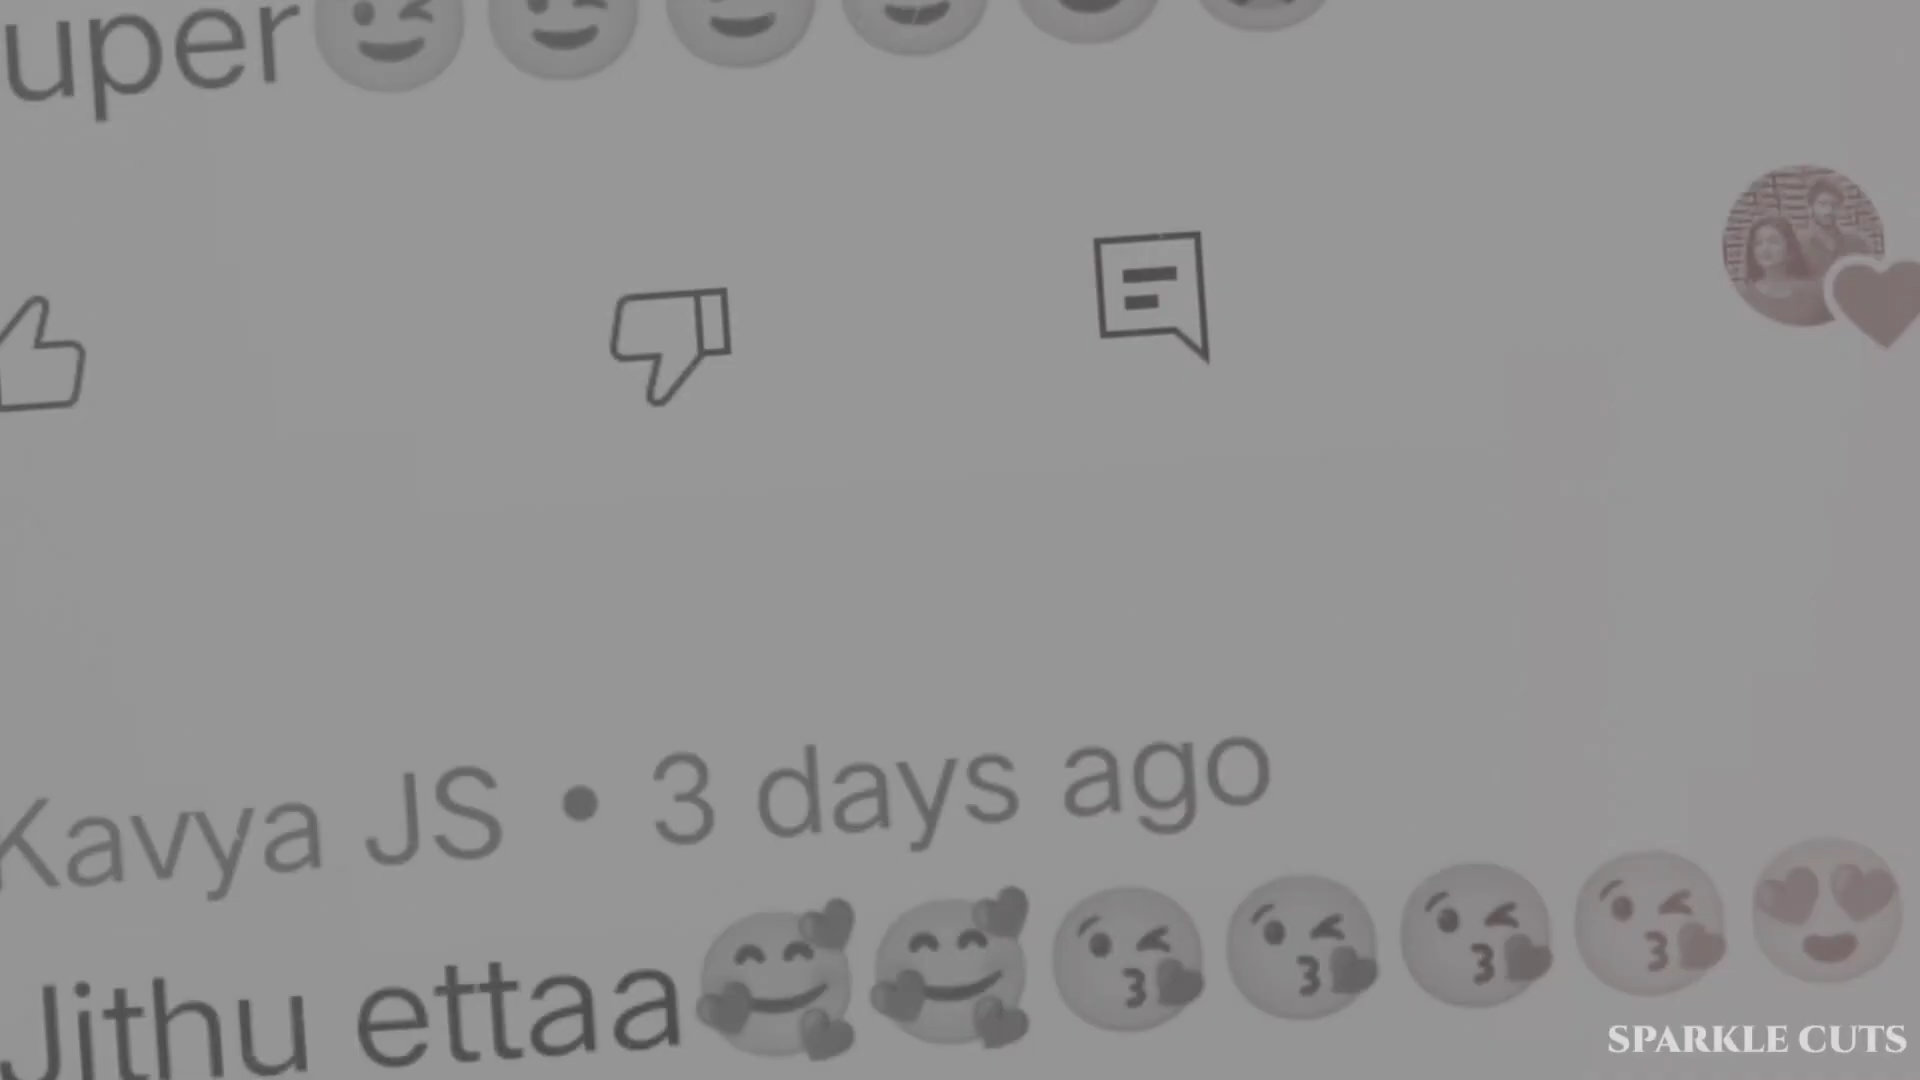 uper😉😉😉😀😀😀
Kavya JS • 3 days ago
Jithu ettaa🥰🥰😘😘😘😘😍
SPARKLE CUTS